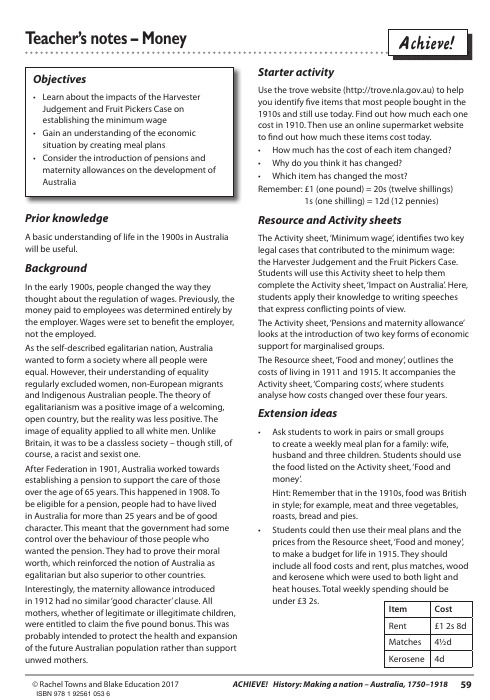 Teacher's notes – Money
Achieve!
Objectives
• Learn about the impacts of the Harvester
Judgement and Fruit Pickers Case on
establishing the minimum wage
• Gain an understanding of the economic
situation by creating meal plans
• Consider the introduction of pensions and
maternity allowances on the development of
Australia
Prior knowledge
A basic understanding of life in the 1900s in Australia
will be useful.
Background
In the early 1900s, people changed the way they
thought about the regulation of wages. Previously, the
money paid to employees was determined entirely by
the employer. Wages were set to benefit the employer,
not the employed.
As the self-described egalitarian nation, Australia
wanted to form a society where all people were
equal. However, their understanding of equality
regularly excluded women, non-European migrants
and Indigenous Australian people. The theory of
egalitarianism was a positive image of a welcoming,
open country, but the reality was less positive. The
image of equality applied to all white men. Unlike
Britain, it was to be a classless society – though still, of
course, a racist and sexist one.
After Federation in 1901, Australia worked towards
establishing a pension to support the care of those
over the age of 65 years. This happened in 1908. To
be eligible for a pension, people had to have lived
in Australia for more than 25 years and be of good
character. This meant that the government had some
control over the behaviour of those people who
wanted the pension. They had to prove their moral
worth, which reinforced the notion of Australia as
egalitarian but also superior to other countries.
Interestingly, the maternity allowance introduced
in 1912 had no similar 'good character' clause. All
mothers, whether of legitimate or illegitimate children,
were entitled to claim the five pound bonus. This was
probably intended to protect the health and expansion
of the future Australian population rather than support
unwed mothers.
Starter activity
Use the trove website (http://trove.nla.gov.au) to help
you identify five items that most people bought in the
1910s and still use today. Find out how much each one
cost in 1910. Then use an online supermarket website
to find out how much these items cost today.
• How much has the cost of each item changed?
• Why do you think it has changed?
• Which item has changed the most?
Remember: £1 (one pound) = 20s (twelve shillings)
1s (one shilling) = 12d (12 pennies)
Resource and Activity sheets
The Activity sheet, 'Minimum wage', identifies two key
legal cases that contributed to the minimum wage:
the Harvester Judgement and the Fruit Pickers Case.
Students will use this Activity sheet to help them
complete the Activity sheet, 'Impact on Australia'. Here,
students apply their knowledge to writing speeches
that express conflicting points of view.
The Activity sheet, 'Pensions and maternity allowance'
looks at the introduction of two key forms of economic
support for marginalised groups.
The Resource sheet, 'Food and money', outlines the
costs of living in 1911 and 1915. It accompanies the
Activity sheet, 'Comparing costs', where students
analyse how costs changed over these four years.
Extension ideas
• Ask students to work in pairs or small groups
to create a weekly meal plan for a family: wife,
husband and three children. Students should use
the food listed on the Activity sheet, 'Food and
money'.
Hint: Remember that in the 1910s, food was British
in style; for example, meat and three vegetables,
roasts, bread and pies.
• Students could then use their meal plans and the
prices from the Resource sheet, 'Food and money',
to make a budget for life in 1915. They should
include all food costs and rent, plus matches, wood
and kerosene which were used to both light and
heat houses. Total weekly spending should be
under £3 2s.
Item Cost
Rent £1 2s 8d
Matches 4½d
Kerosene 4d
© Rachel Towns and Blake Education 2017
ISBN 978 1 92561 053 6
ACHIEVE! History: Making a nation – Australia, 1750–1918 59